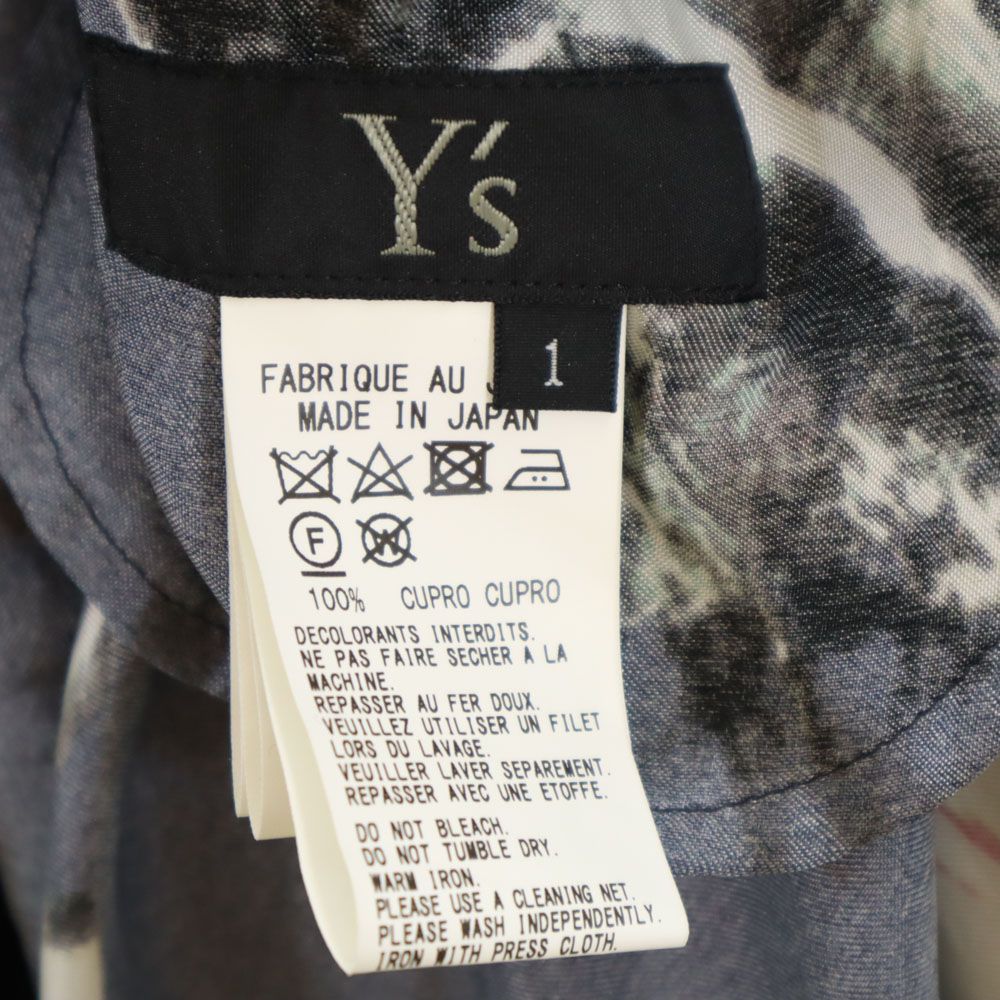 Y's
1
FABRIQUE AU J
MADE IN JAPAN
F
W
100% CUPRO CUPRO
DECOLORANTS INTERDITS.
NE PAS FAIRE SECHER A LA
MACHINE.
REPASSER AU FER DOUX.
VEUILLEZ UTILISER UN FILET
LORS DU LAVAGE.
VEUILLER LAVER SEPAREMENT.
REPASSER AVEC UNE ETOFFE.
DO NOT BLEACH.
DO NOT TUMBLE DRY.
WARM IRON.
PLEASE USE A CLEANING NET.
PLEASE WASH INDEPENDENTLY.
IRON WITH PRESS CLOTH.